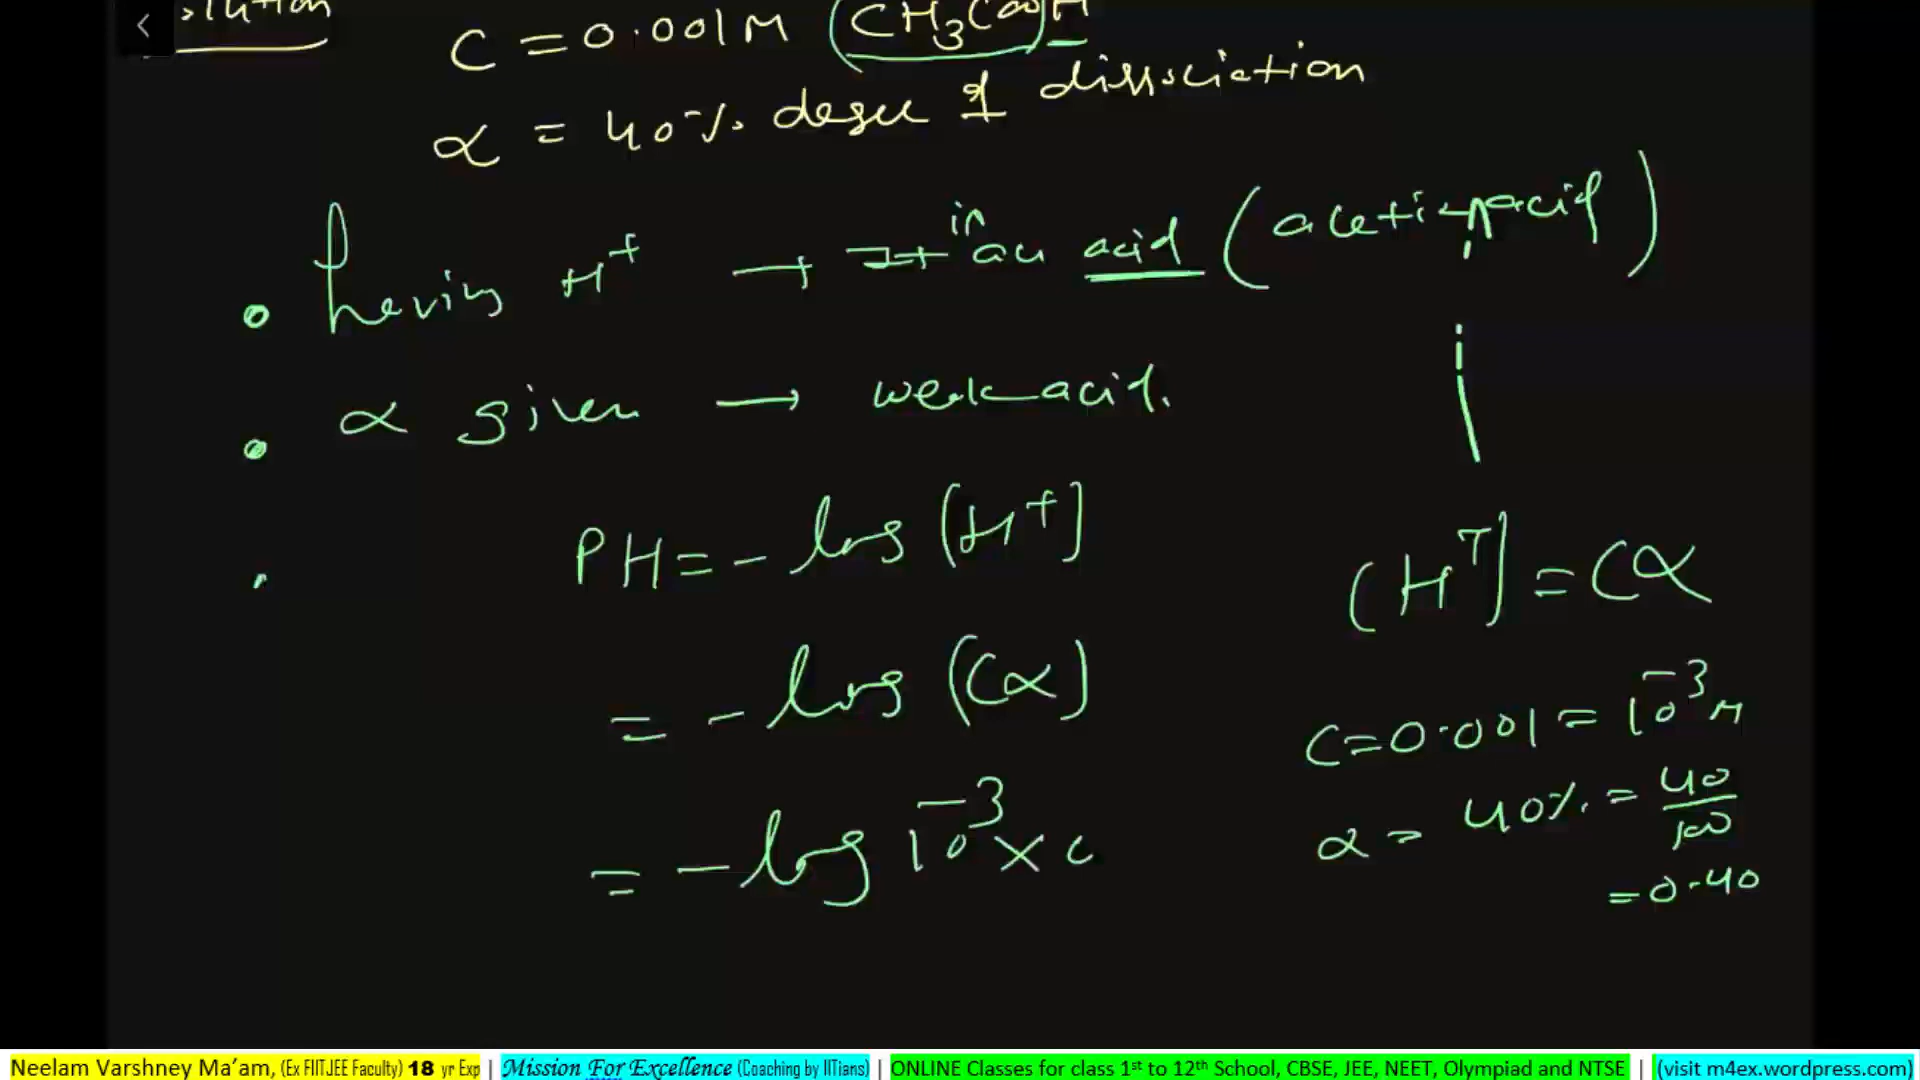 C = 0.001 M (CH3COO)H
α = 40% degree of dissociation
• having H+ → It in an acid (acetic acid)
• α given → weak acid.
PH = - log [H+]
[H+] = Cα
= - log (Cα)
C = 0.001 = 10^-3 M
α = 40% = 40/100
= - log 10^-3 x
= 0.40
Neelam Varshney Ma'am, (Ex FIITJEE Faculty) 18 yr Exp | Mission For Excellence (Coaching by IITians) | ONLINE Classes for class 1st to 12th School, CBSE, JEE, NEET, Olympiad and NTSE | (visit m4ex.wordpress.com)